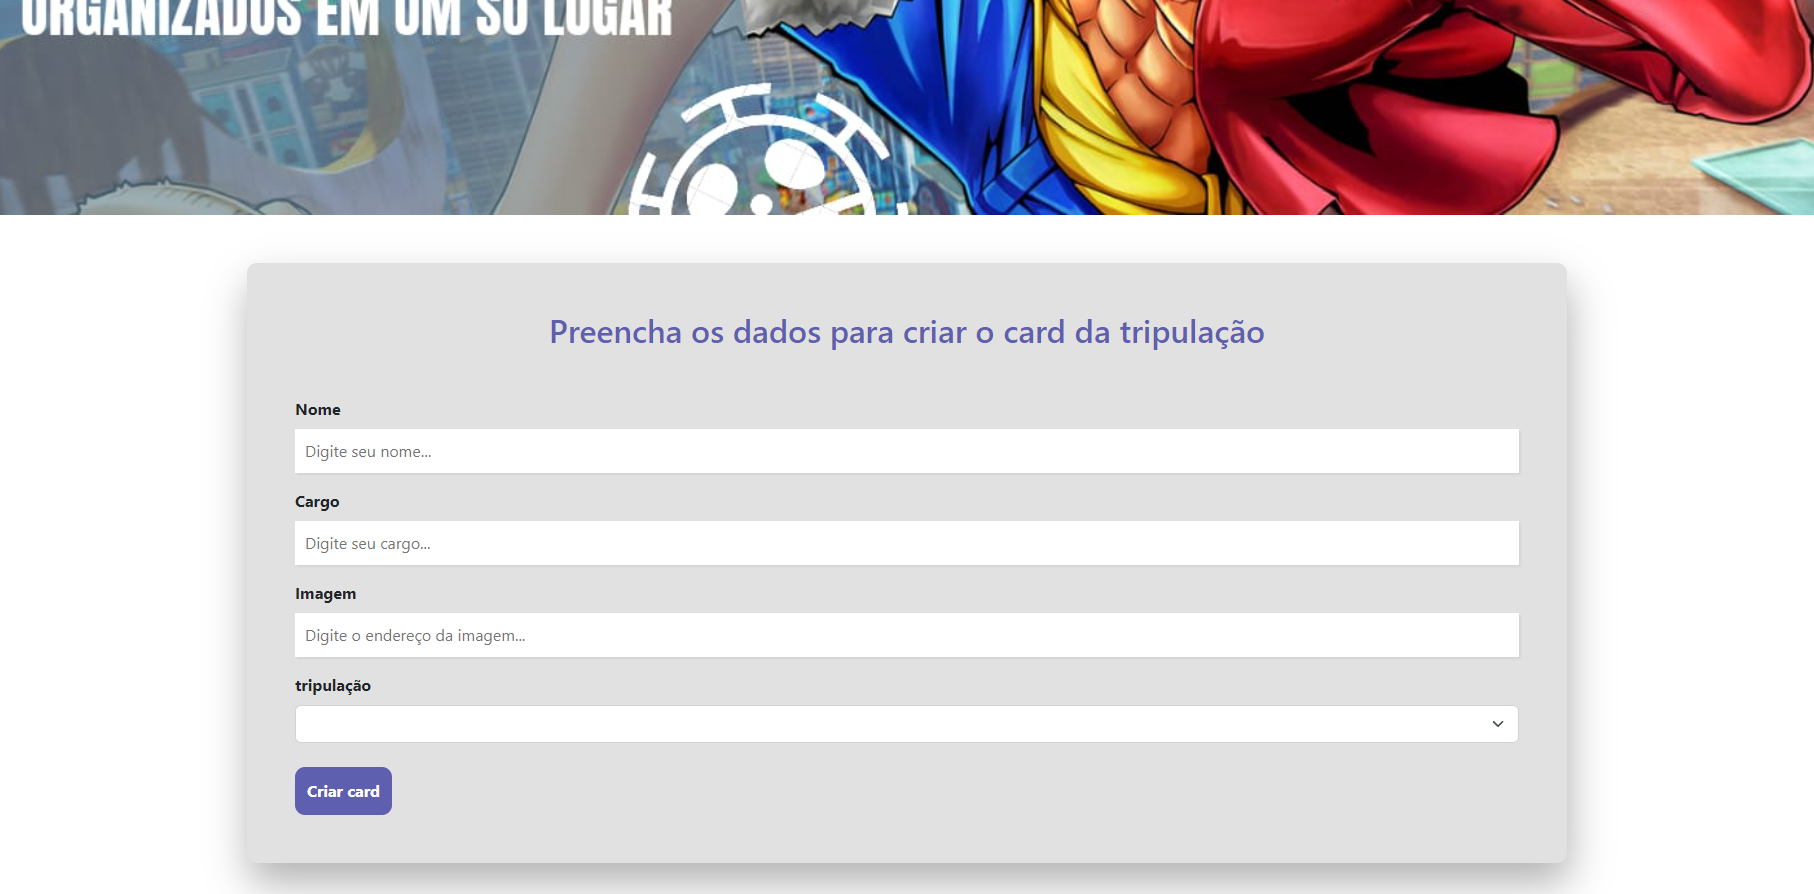 ORGANIZADOS EM UM SÓ LUGAR
Preencha os dados para criar o card da tripulação
Nome
Digite seu nome...
Cargo
Digite seu cargo...
Imagem
Digite o endereço da imagem...
tripulação
Criar card